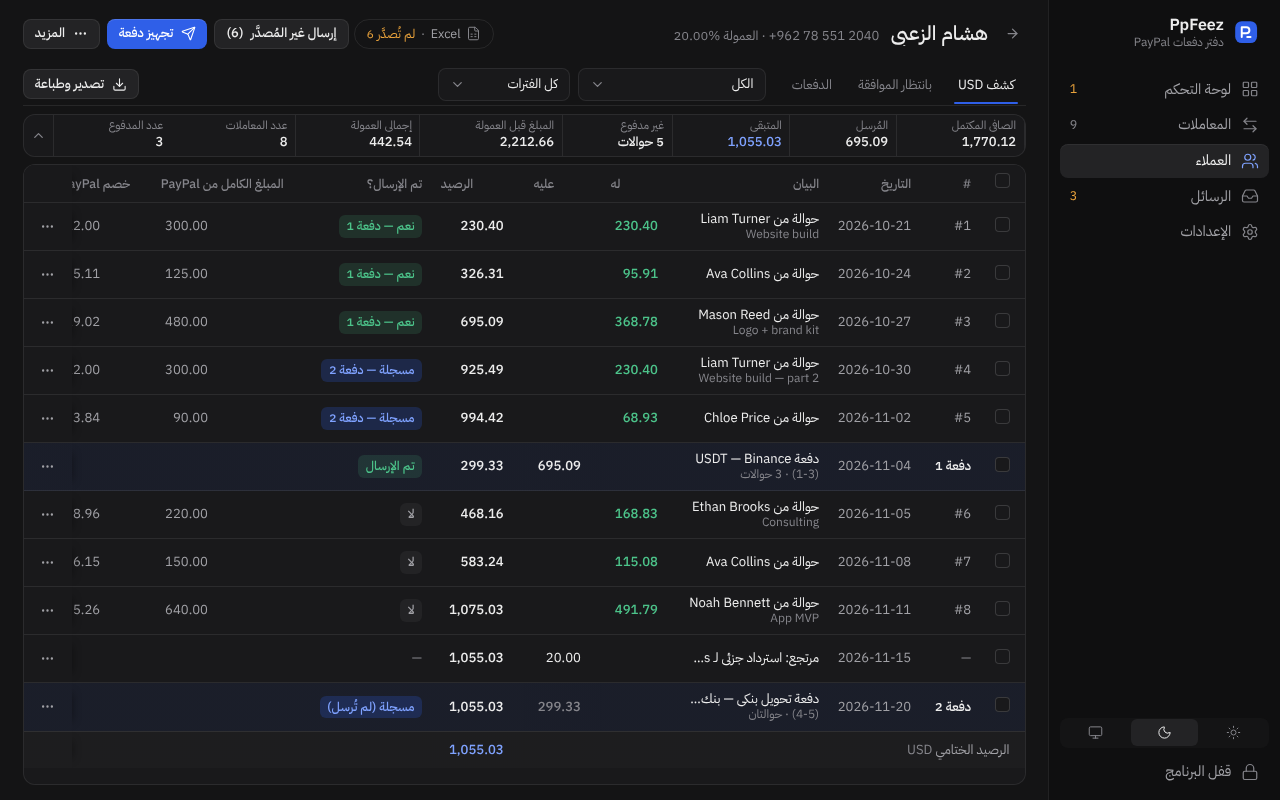 PpFeez
دفتر دفعات PayPal
لوحة التحكم 1
المعاملات 9
العملاء
الرسائل 3
الإعدادات
قفل البرنامج
هشام الزعبي
+962 78 551 2040 · العمولة 20.00%
Excel · 6 لم تُصدَّر
إرسال غير المُصدَّر (6)
تجهيز دفعة
المزيد
كشف USD
بانتظار الموافقة
الدفعات
الكل
كل الفترات
تصدير وطباعة
الصافي المكتمل 1,770.12
المُرسل 695.09
المتبقي 1,055.03
غير مدفوع 5 حوالات
المبلغ قبل العمولة 2,212.66
إجمالي العمولة 442.54
عدد المعاملات 8
عدد المدفوع 3
# التاريخ البيان له عليه الرصيد تم الإرسال؟ المبلغ الكامل من PayPal خصم PayPal
#1 2026-10-21 حوالة من Liam Turner 230.40 230.40 نعم — دفعة 1 300.00 2.00
Website build
#2 2026-10-24 حوالة من Ava Collins 95.91 326.31 نعم — دفعة 1 125.00 5.11
#3 2026-10-27 حوالة من Mason Reed 368.78 695.09 نعم — دفعة 1 480.00 9.02
Logo + brand kit
#4 2026-10-30 حوالة من Liam Turner 230.40 925.49 مسجلة — دفعة 2 300.00 2.00
Website build — part 2
#5 2026-11-02 حوالة من Chloe Price 68.93 994.42 مسجلة — دفعة 2 90.00 3.84
دفعة 1 2026-11-04 دفعة USDT — Binance 695.09 299.33 تم الإرسال
(1-3) · 3 حوالات
#6 2026-11-05 حوالة من Ethan Brooks 168.83 468.16 لا 220.00 8.96
Consulting
#7 2026-11-08 حوالة من Ava Collins 115.08 583.24 لا 150.00 6.15
#8 2026-11-11 حوالة من Noah Bennett 491.79 1,075.03 لا 640.00 5.26
App MVP
— 2026-11-15 مرتجع: استرداد جزئي لـ s... 20.00 1,055.03 —
دفعة 2 2026-11-20 دفعة تحويل بنكي — بنك... 299.33 1,055.03 مسجلة (لم تُرسل)
(4-5) · حوالتان
الرصيد الختامي USD 1,055.03